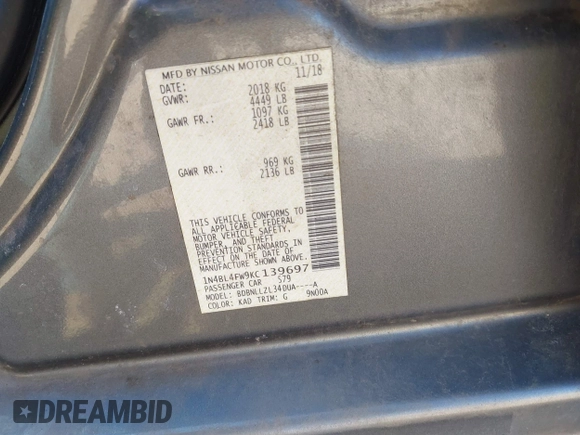 MFD BY NISSAN MOTOR CO., LTD.
DATE: 11/18
GVWR: 2018 KG
4449 LB
GAWR FR.: 1097 KG
2418 LB
GAWR RR.: 969 KG
2136 LB
THIS VEHICLE CONFORMS TO
ALL APPLICABLE FEDERAL
MOTOR VEHICLE SAFETY,
BUMPER, AND THEFT
PREVENTION STANDARDS IN
EFFECT ON THE DATE OF
MANUFACTURE SHOWN ABOVE.
1N4BL4FW9KC139697
PASSENGER CAR S79
MODEL: BDBNLLZL34DUA----A
COLOR: KAD TRIM: G 9N00A
DREAMBID